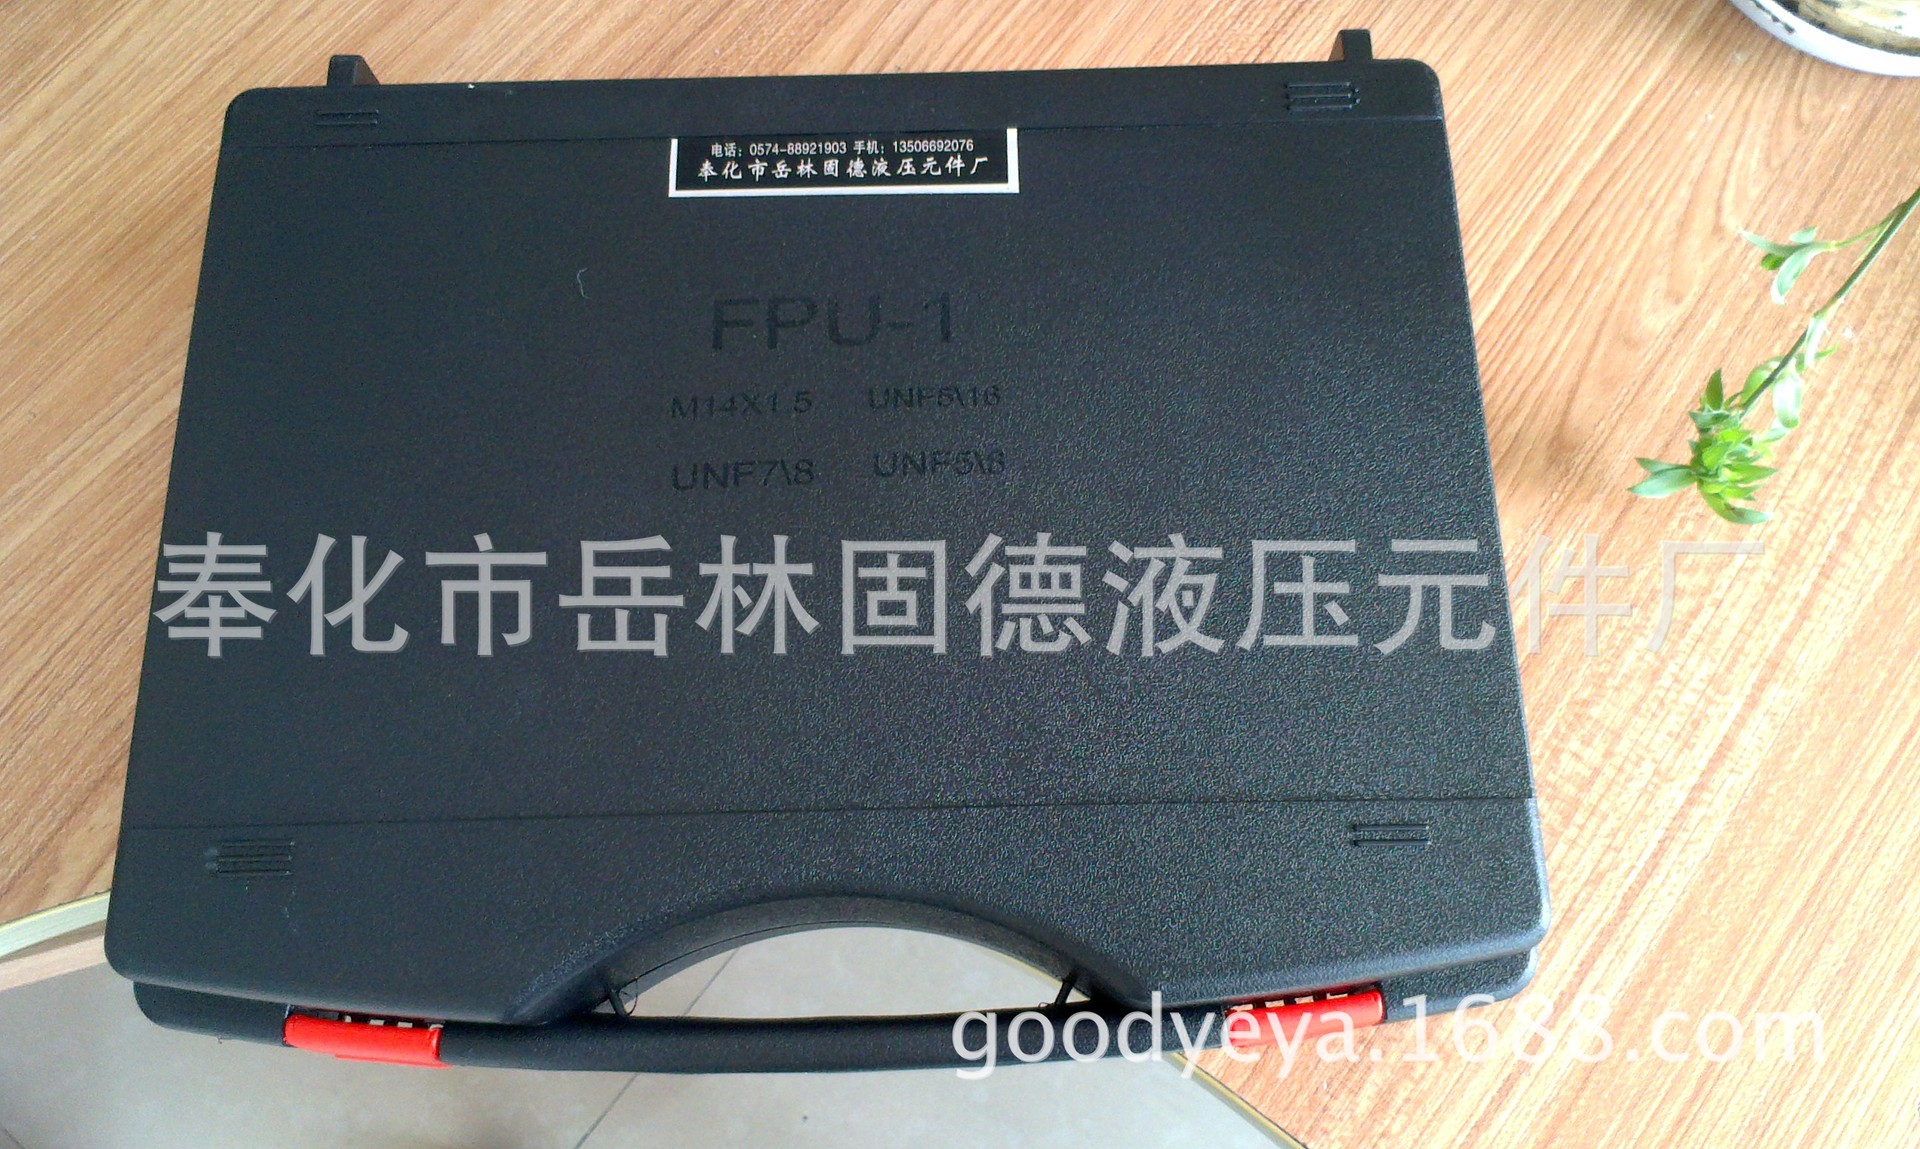 电话：0574-88921903 手机：13506692076
奉化市岳林固德液压元件厂
FPU-1
M14X1.5 UNF5\16
UNF7\8 UNF5\8
奉化市岳林固德液压元件厂
goodyeya.1688.com